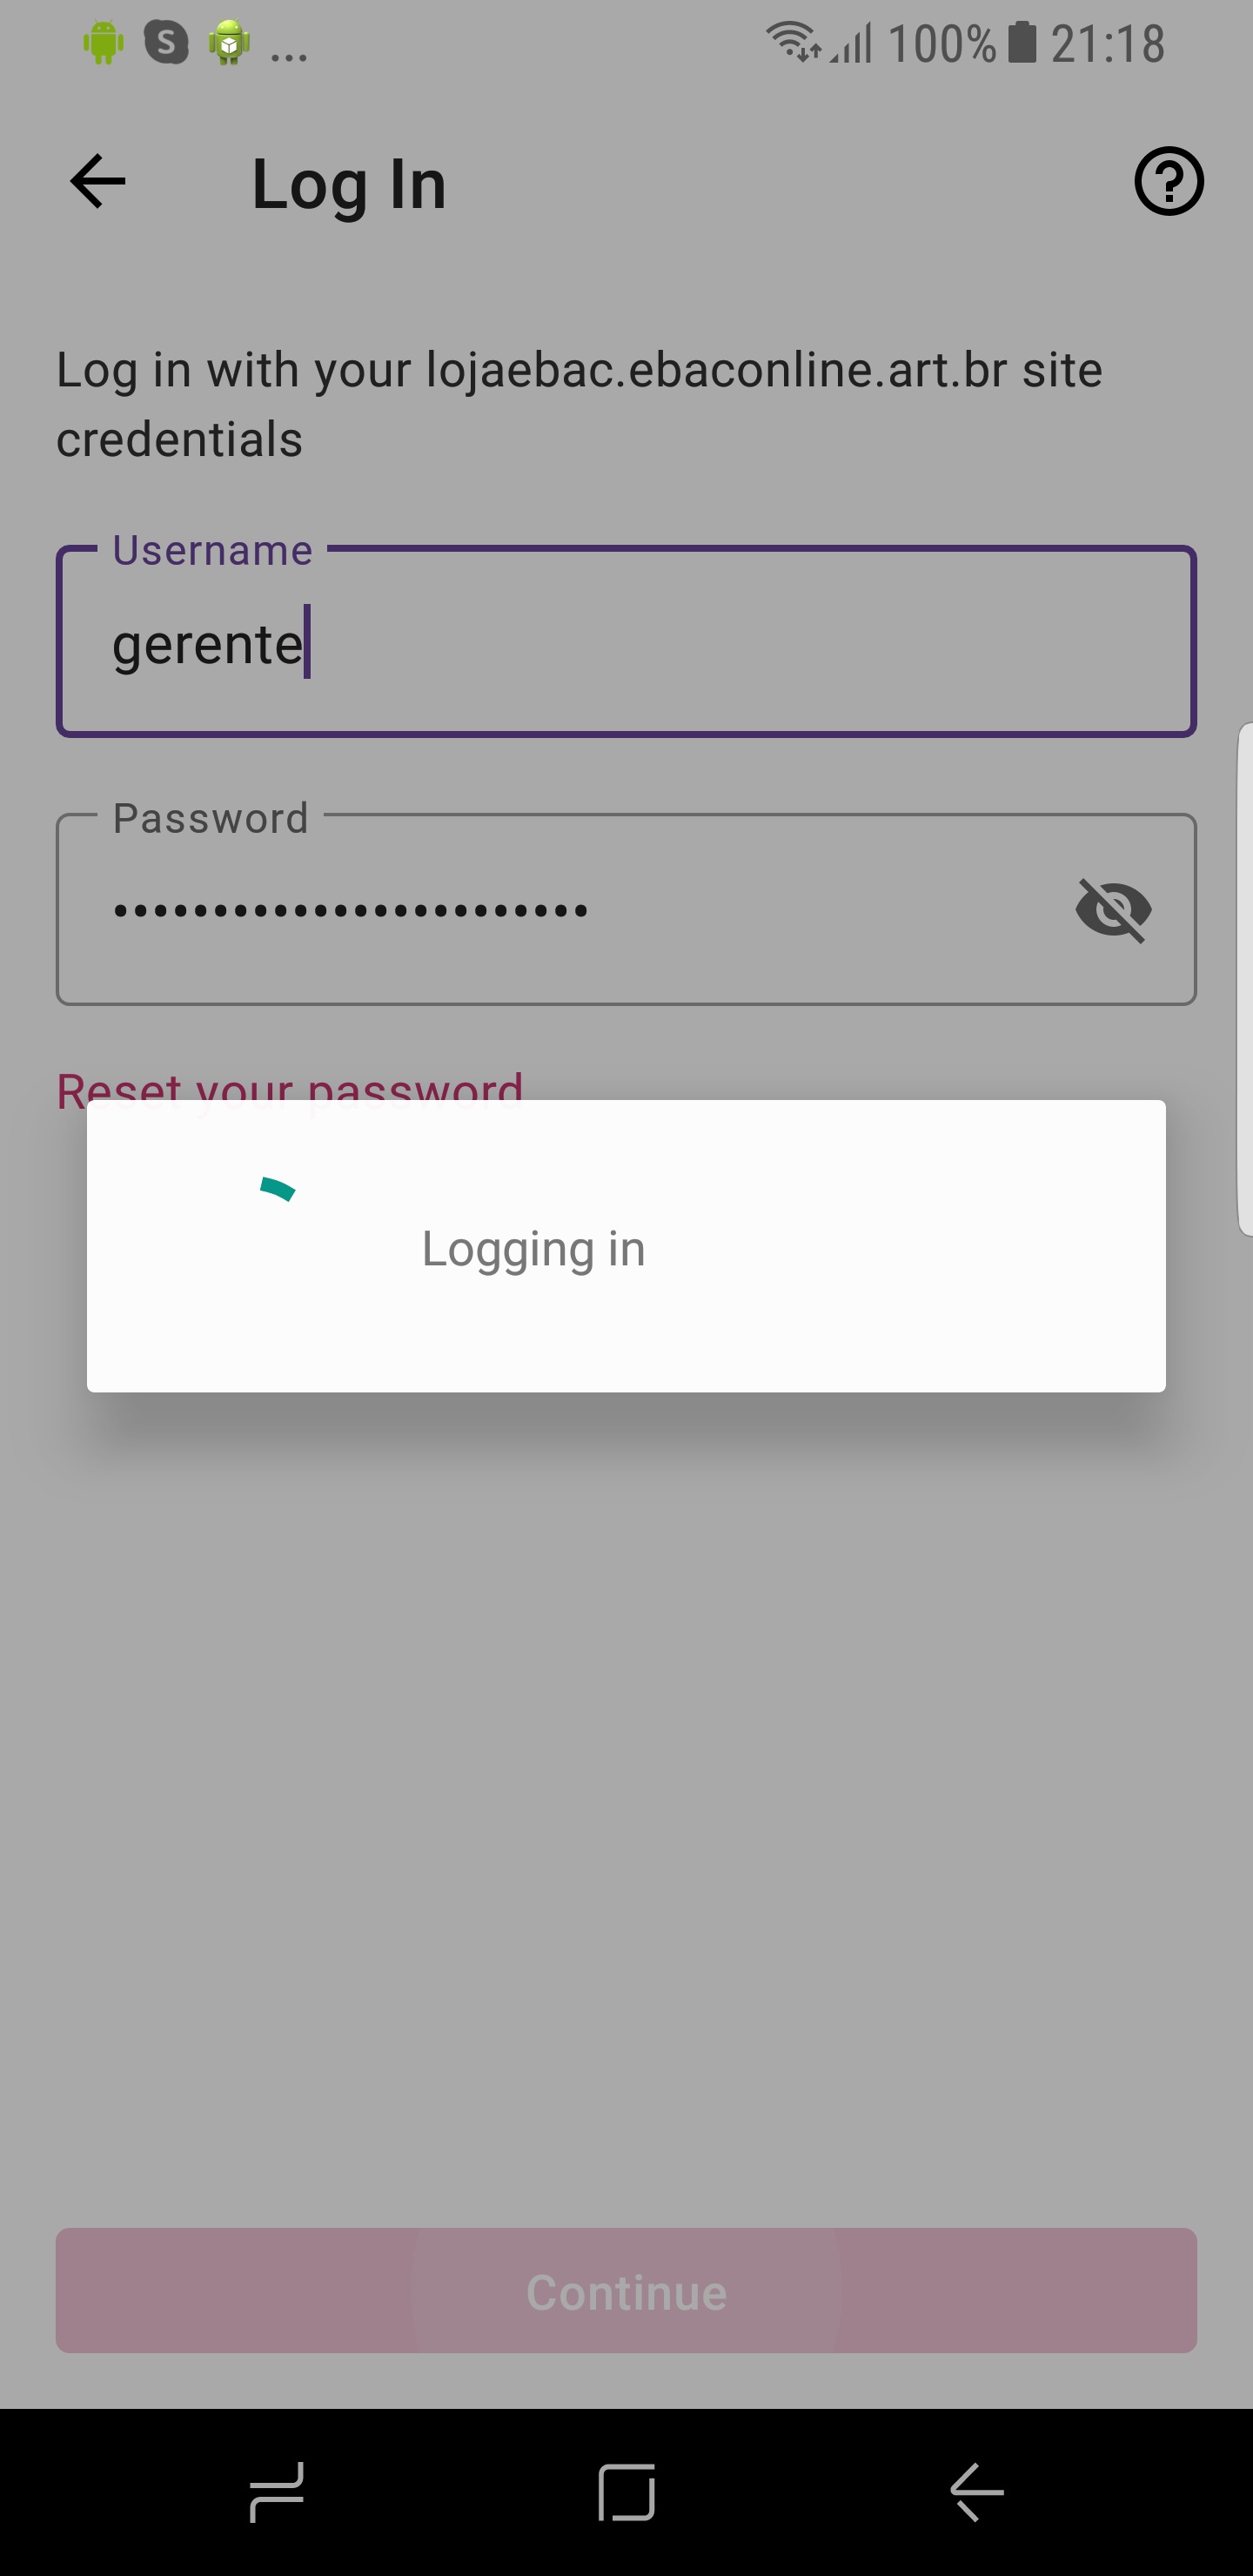 ... 100% 21:18
Log In
Log in with your lojaebac.ebaconline.art.br site
credentials
Username
gerente
Password
••••••••••••••••••••••••
Reset your password
Logging in
Continue